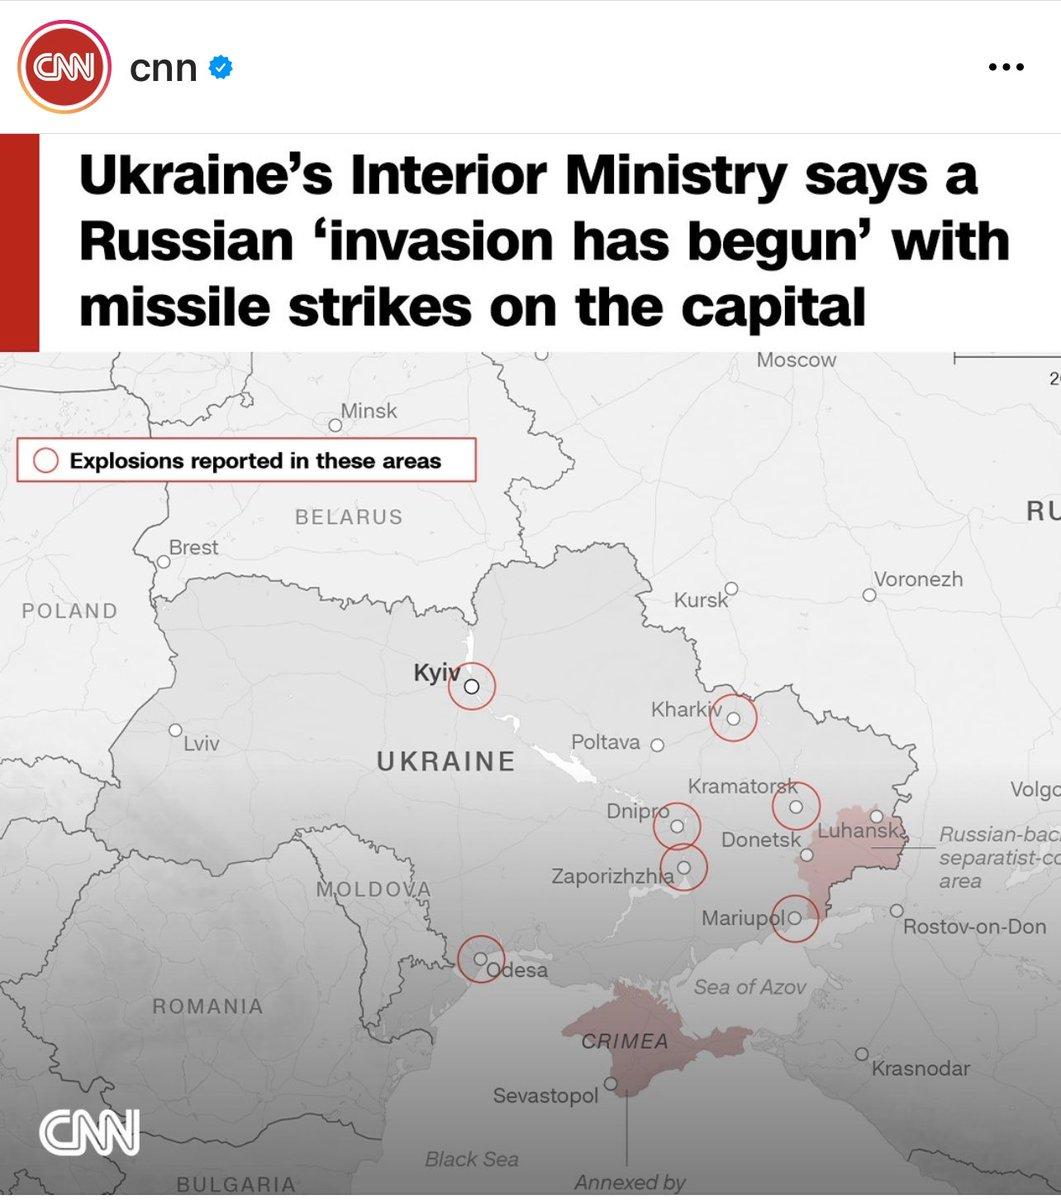 CNN
cnn
Ukraine’s Interior Ministry says a
Russian ‘invasion has begun’ with
missile strikes on the capital
Moscow
2
Minsk
Explosions reported in these areas
BELARUS
RU
Brest
Voronezh
POLAND
Kursk
Kyiv
Kharkiv
Lviv
Poltava
UKRAINE
Kramatorsk
Volgo
Dnipro
Luhansk
Donetsk
Russian-bac
separatist-co
area
Zaporizhzhia
MOLDOVA
Mariupol
Rostov-on-Don
Odesa
Sea of Azov
ROMANIA
CRIMEA
Krasnodar
Sevastopol
CNN
Black Sea
BULGARIA
Annexed by